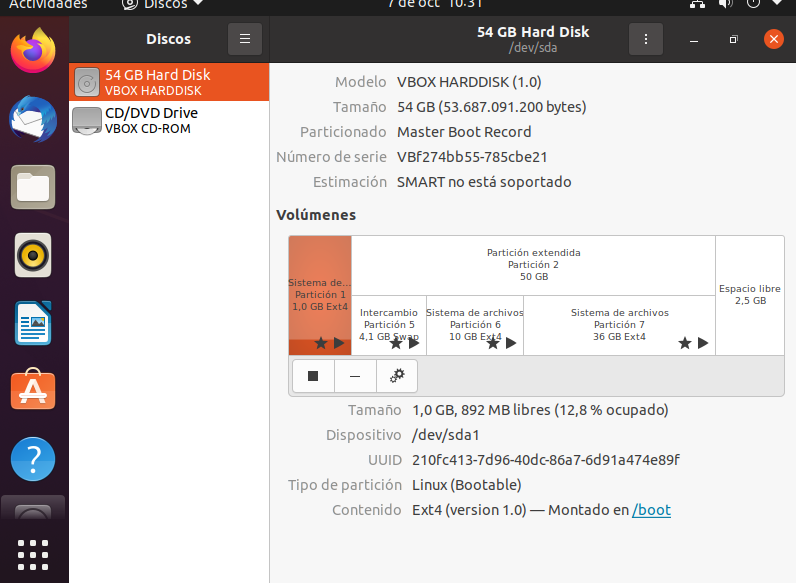 Actividades
Discos
7 de oct 10:31
Discos
54 GB Hard Disk
/dev/sda
54 GB Hard Disk
VBOX HARDDISK
CD/DVD Drive
VBOX CD-ROM
Modelo VBOX HARDDISK (1.0)
Tamaño 54 GB (53.687.091.200 bytes)
Particionado Master Boot Record
Número de serie VBf274bb55-785cbe21
Estimación SMART no está soportado
Volúmenes
Sistema de...
Partición 1
1,0 GB Ext4
Partición extendida
Partición 2
50 GB
Intercambio
Partición 5
4,1 GB Swap
Sistema de archivos
Partición 6
10 GB Ext4
Sistema de archivos
Partición 7
36 GB Ext4
Espacio libre
2,5 GB
Tamaño 1,0 GB, 892 MB libres (12,8 % ocupado)
Dispositivo /dev/sda1
UUID 210fc413-7d96-40dc-86a7-6d91a474e89f
Tipo de partición Linux (Bootable)
Contenido Ext4 (version 1.0) — Montado en /boot